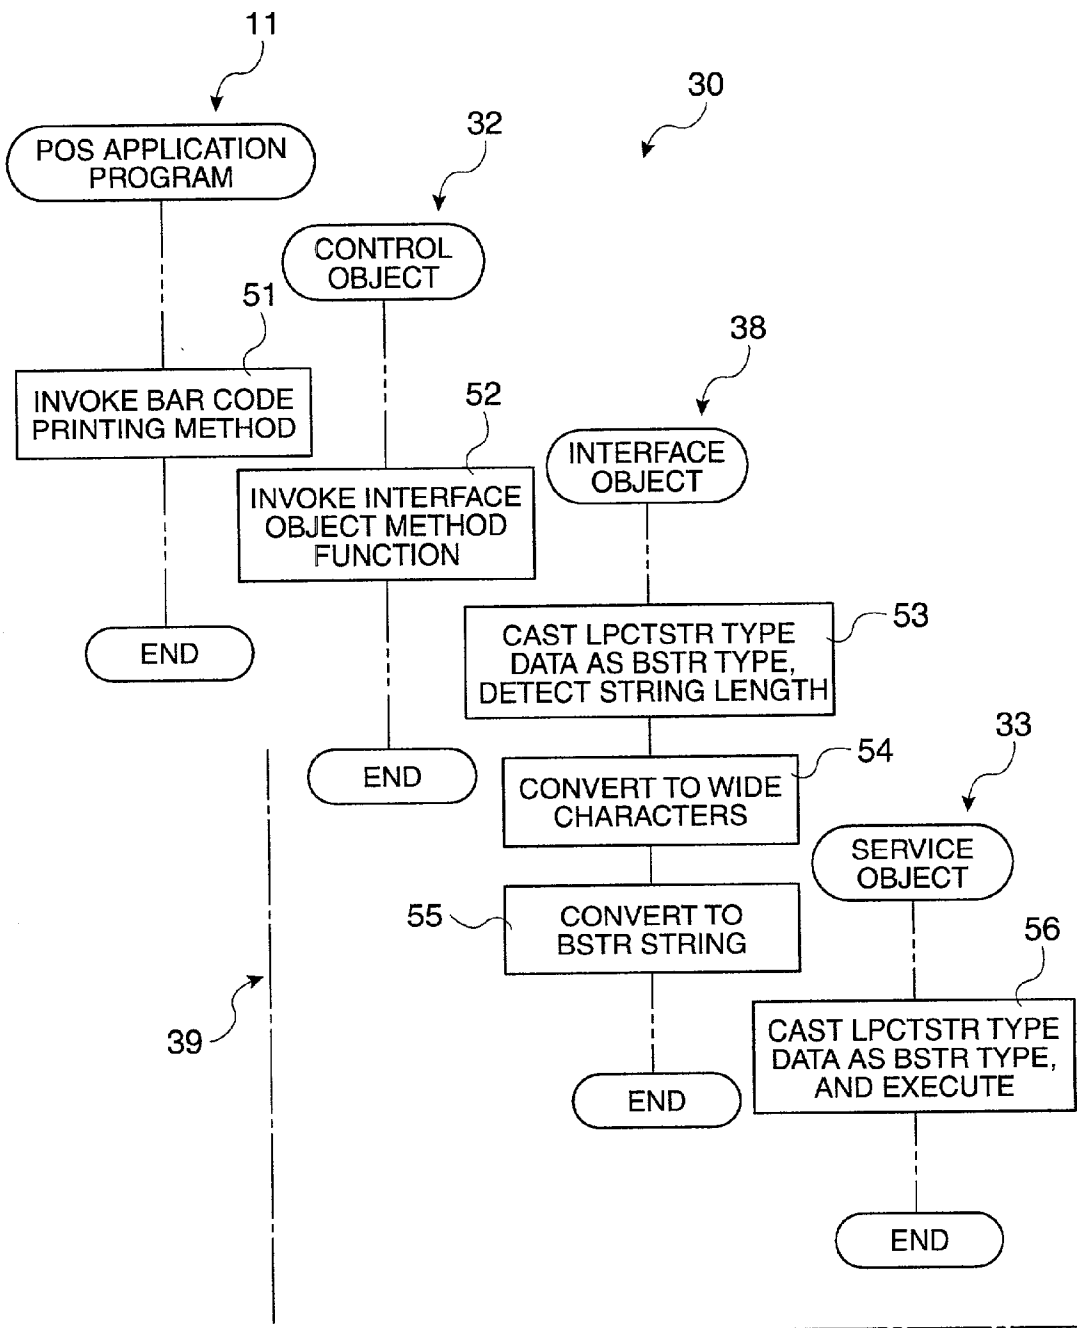 11
POS APPLICATION
PROGRAM
30
32
CONTROL
OBJECT
51
INVOKE BAR CODE
PRINTING METHOD
38
52
INTERFACE
OBJECT
INVOKE INTERFACE
OBJECT METHOD
FUNCTION
END
53
CAST LPCTSTR TYPE
DATA AS BSTR TYPE,
DETECT STRING LENGTH
33
END
54
CONVERT TO WIDE
CHARACTERS
SERVICE
OBJECT
55
CONVERT TO
BSTR STRING
56
39
CAST LPCTSTR TYPE
DATA AS BSTR TYPE,
AND EXECUTE
END
END